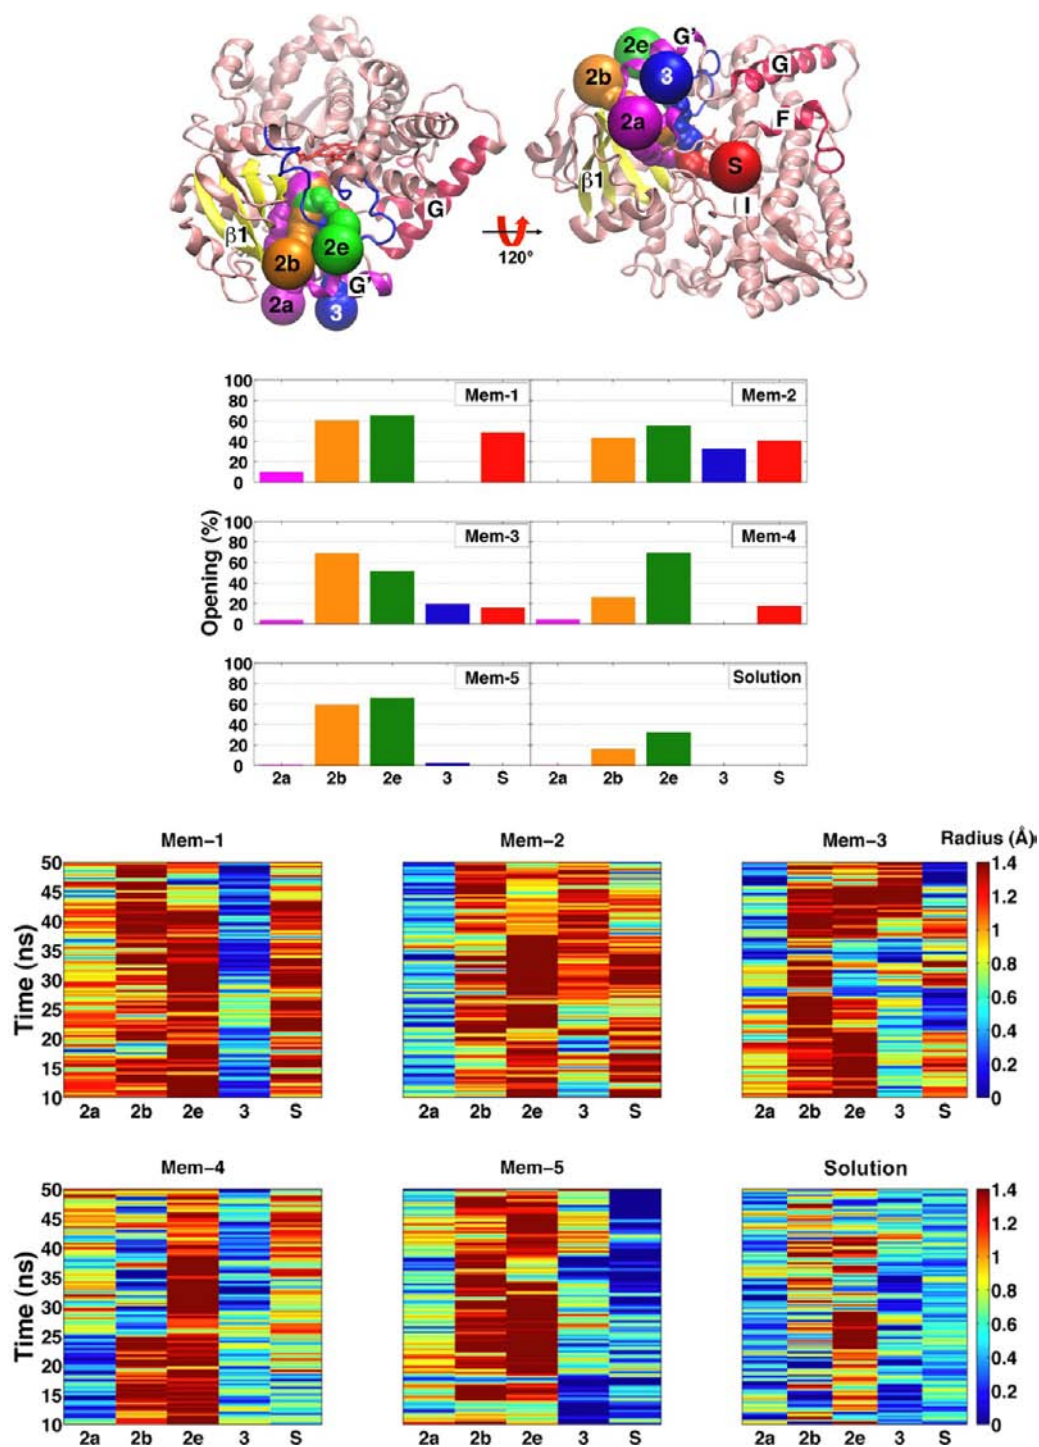 2e G' G
2b 3
2a F
S
β1 I
G
β1
2b 2e
G'
2a 3
120°
Opening (%)
100 80 60 40 20 0
Mem-1 Mem-2
100 80 60 40 20 0
Mem-3 Mem-4
100 80 60 40 20 0
Mem-5 Solution
2a 2b 2e 3 S 2a 2b 2e 3 S
Mem-1 Mem-2 Mem-3 Radius (Å)
Time (ns)
50 45 40 35 30 25 20 15 10
1.4 1.2 1 0.8 0.6 0.4 0.2 0
2a 2b 2e 3 S 2a 2b 2e 3 S 2a 2b 2e 3 S
Mem-4 Mem-5 Solution
Time (ns)
50 45 40 35 30 25 20 15 10
1.4 1.2 1 0.8 0.6 0.4 0.2 0
2a 2b 2e 3 S 2a 2b 2e 3 S 2a 2b 2e 3 S